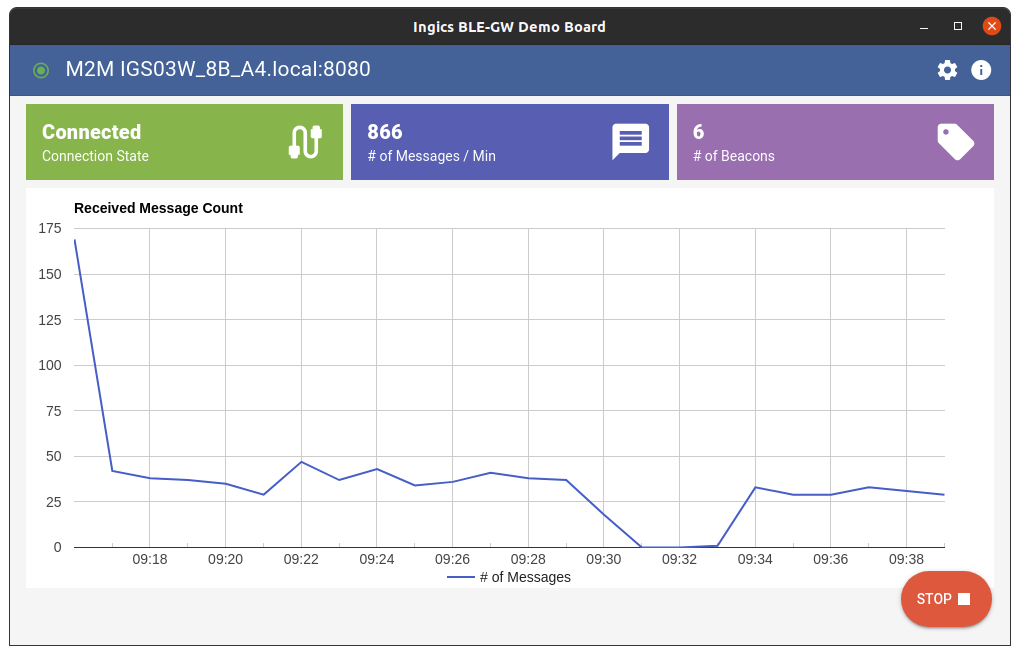 Ingics BLE-GW Demo Board
M2M IGS03W_8B_A4.local:8080
Connected
Connection State
866
# of Messages / Min
6
# of Beacons
Received Message Count
175
150
125
100
75
50
25
0
09:18 09:20 09:22 09:24 09:26 09:28 09:30 09:32 09:34 09:36 09:38
# of Messages
STOP